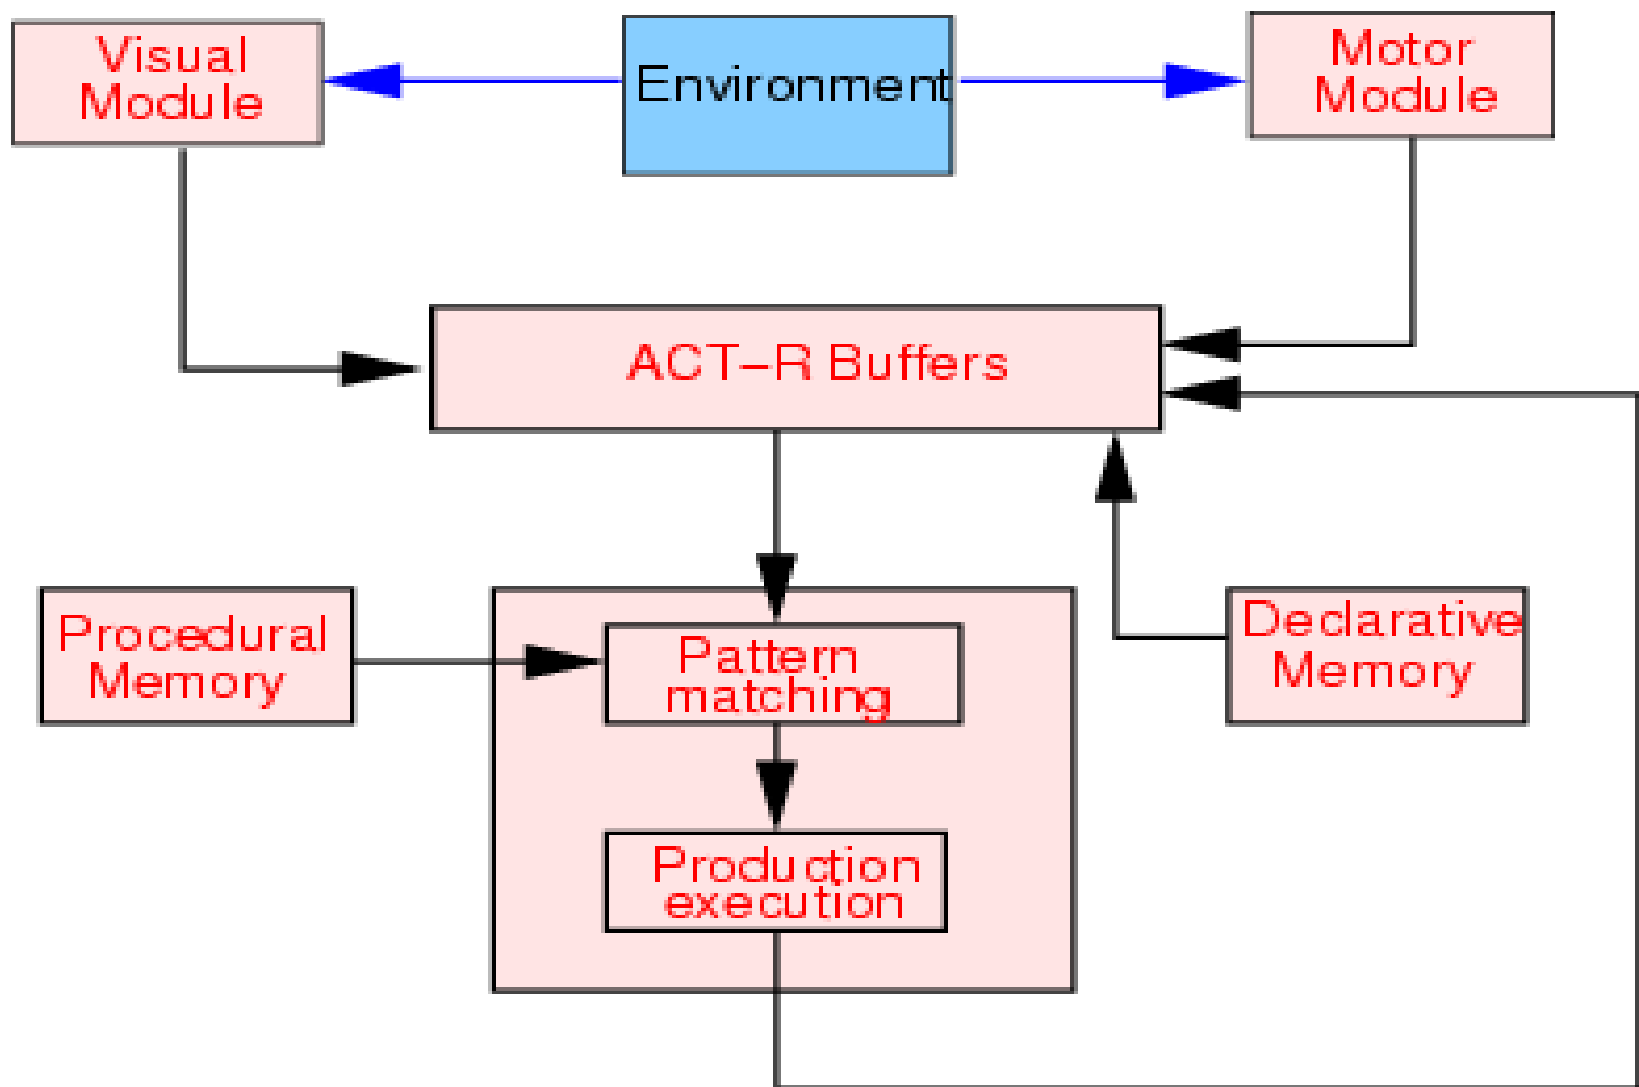 Visual
Module
Environment
Motor
Module
ACT–R Buffers
Procedural
Memory
Pattern
matching
Declarative
Memory
Production
execution